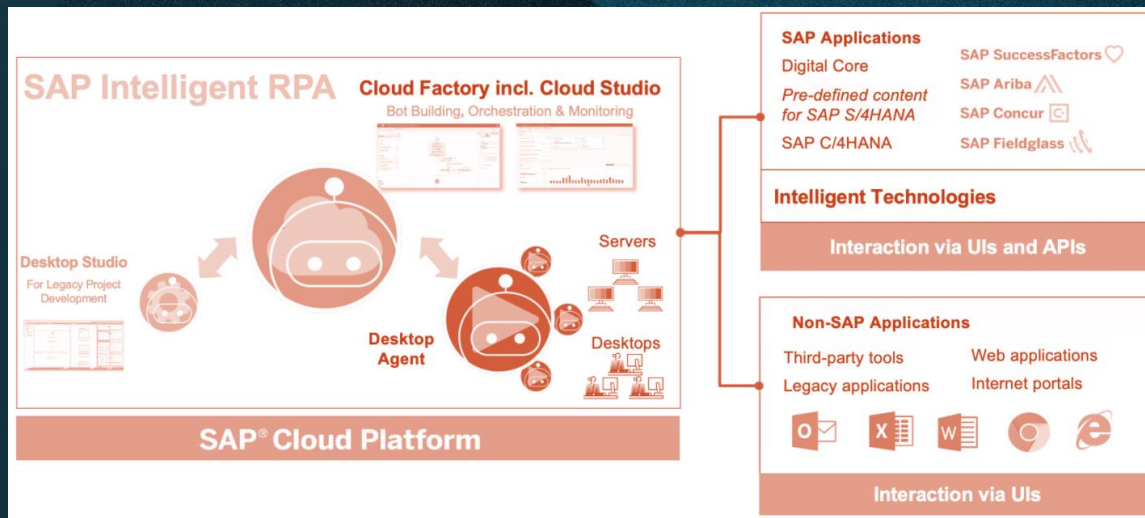 SAP Intelligent RPA
Cloud Factory incl. Cloud Studio
Bot Building, Orchestration & Monitoring
Desktop Studio
For Legacy Project
Development
Desktop
Agent
Servers
Desktops
SAP® Cloud Platform
SAP Applications
Digital Core
Pre-defined content
for SAP S/4HANA
SAP C/4HANA
SAP SuccessFactors
SAP Ariba
SAP Concur
C.
SAP Fieldglass
Intelligent Technologies
Interaction via UIs and APIs
Non-SAP Applications
Third-party tools
Web applications
Legacy applications
Internet portals
O
X
W
e
Interaction via UIs